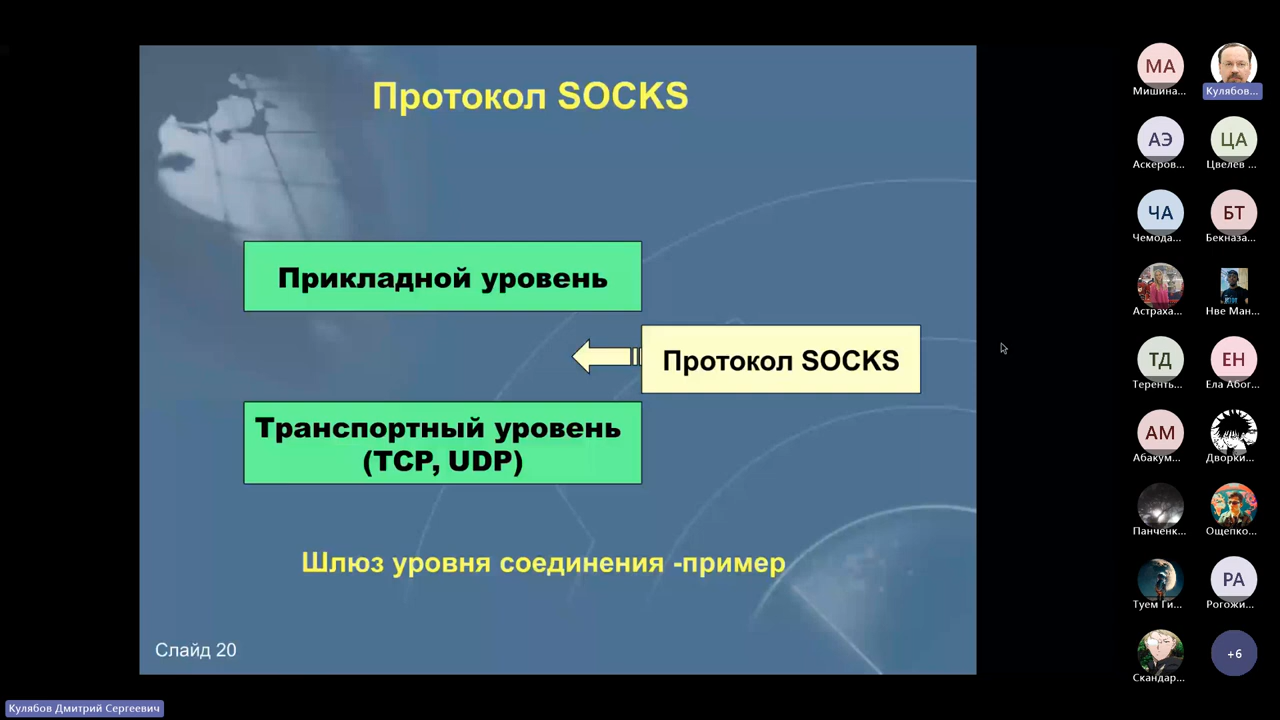 Протокол SOCKS
Прикладной уровень
Протокол SOCKS
Транспортный уровень
(TCP, UDP)
Шлюз уровня соединения -пример
Слайд 20
МА
Мишина...
Кулябов...
АЭ
Аскеров...
ЦА
Цвелев ...
ЧА
Чемода...
БТ
Бекназа...
Астраха...
Нве Ман...
ТД
Теренть...
ЕН
Ела Абог...
АМ
Абакум...
Дворки...
Панченк...
Ощепко...
Туем Ги...
РА
Рогожи...
Скандар...
+6
Кулябов Дмитрий Сергеевич